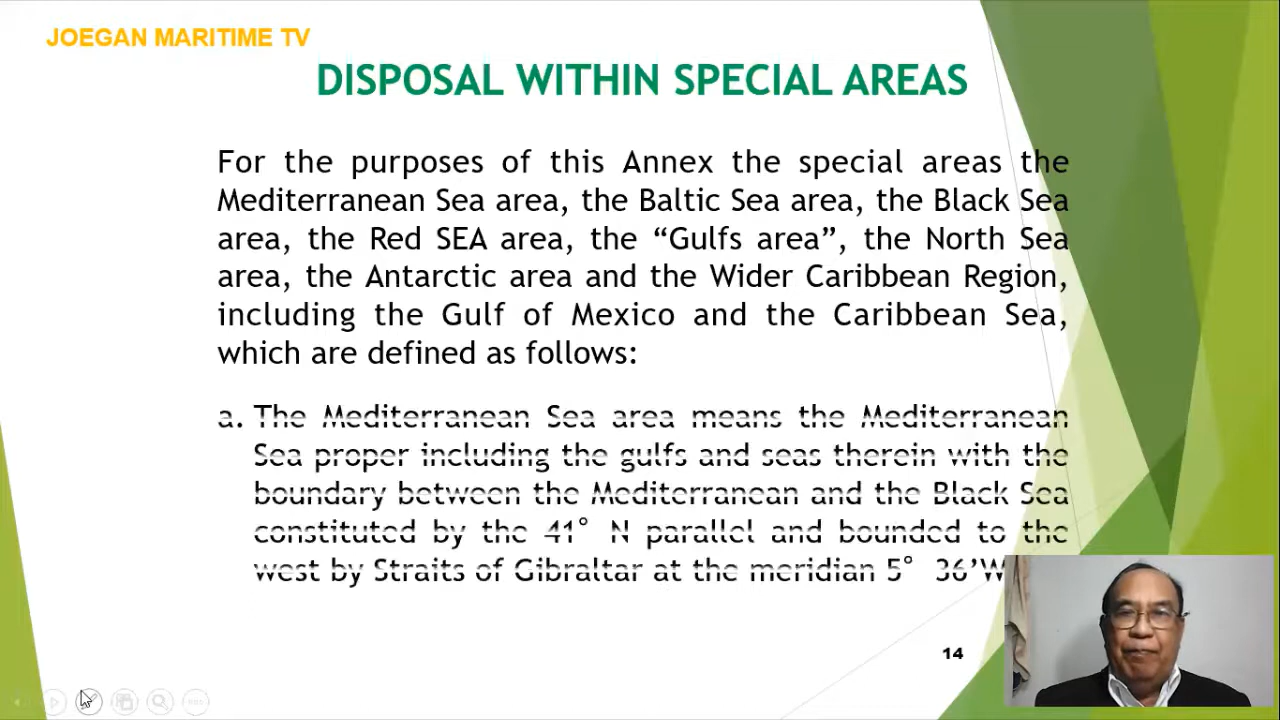 JOEGAN MARITIME TV
DISPOSAL WITHIN SPECIAL AREAS
For the purposes of this Annex the special areas the
Mediterranean Sea area, the Baltic Sea area, the Black Sea
area, the Red SEA area, the “Gulfs area”, the North Sea
area, the Antarctic area and the Wider Caribbean Region,
including the Gulf of Mexico and the Caribbean Sea,
which are defined as follows:
a. The Mediterranean Sea area means the Mediterranean
Sea proper including the gulfs and seas therein with the
boundary between the Mediterranean and the Black Sea
constituted by the 41° N parallel and bounded to the
west by Straits of Gibraltar at the meridian 5° 36’W
14